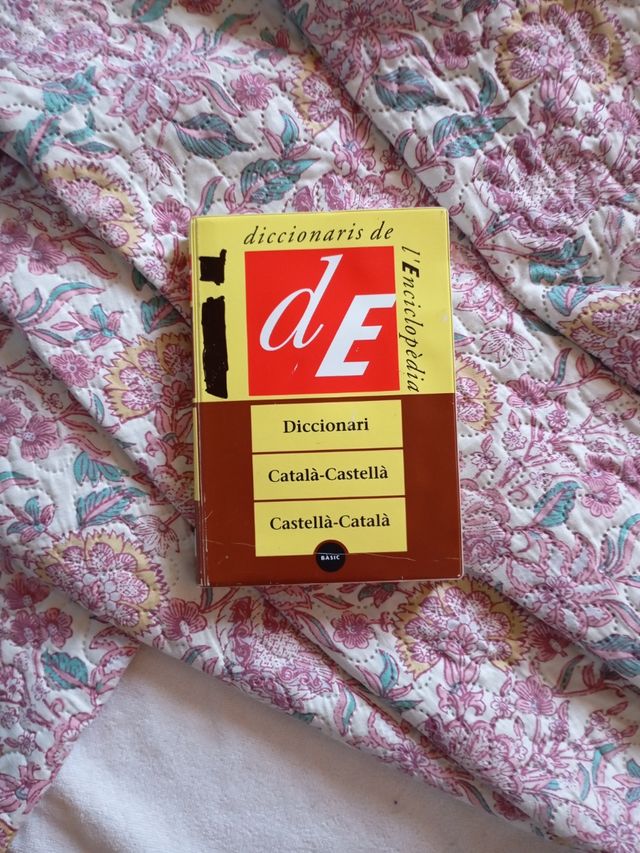 diccionaris de
l'Enciclopèdia
dE
Diccionari
Català-Castellà
Castellà-Català
BASIC